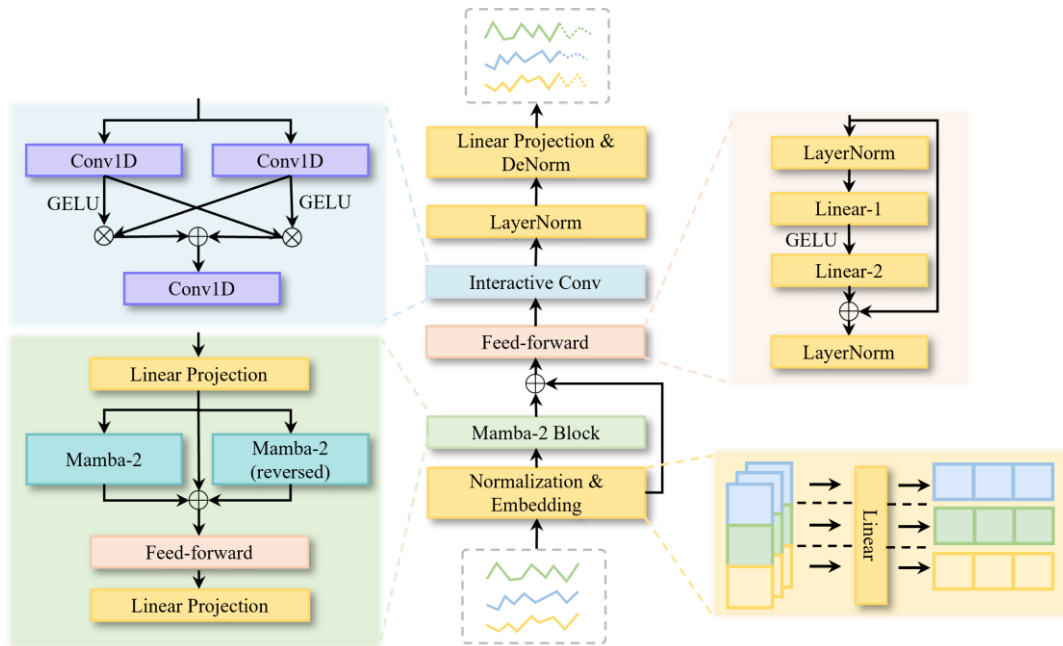 Conv1D
Conv1D
GELU
GELU
Conv1D
Linear Projection
Mamba-2
Mamba-2
(reversed)
Feed-forward
Linear Projection
Linear Projection &
DeNorm
LayerNorm
Interactive Conv
Feed-forward
Mamba-2 Block
Normalization &
Embedding
LayerNorm
Linear-1
GELU
Linear-2
LayerNorm
Linear